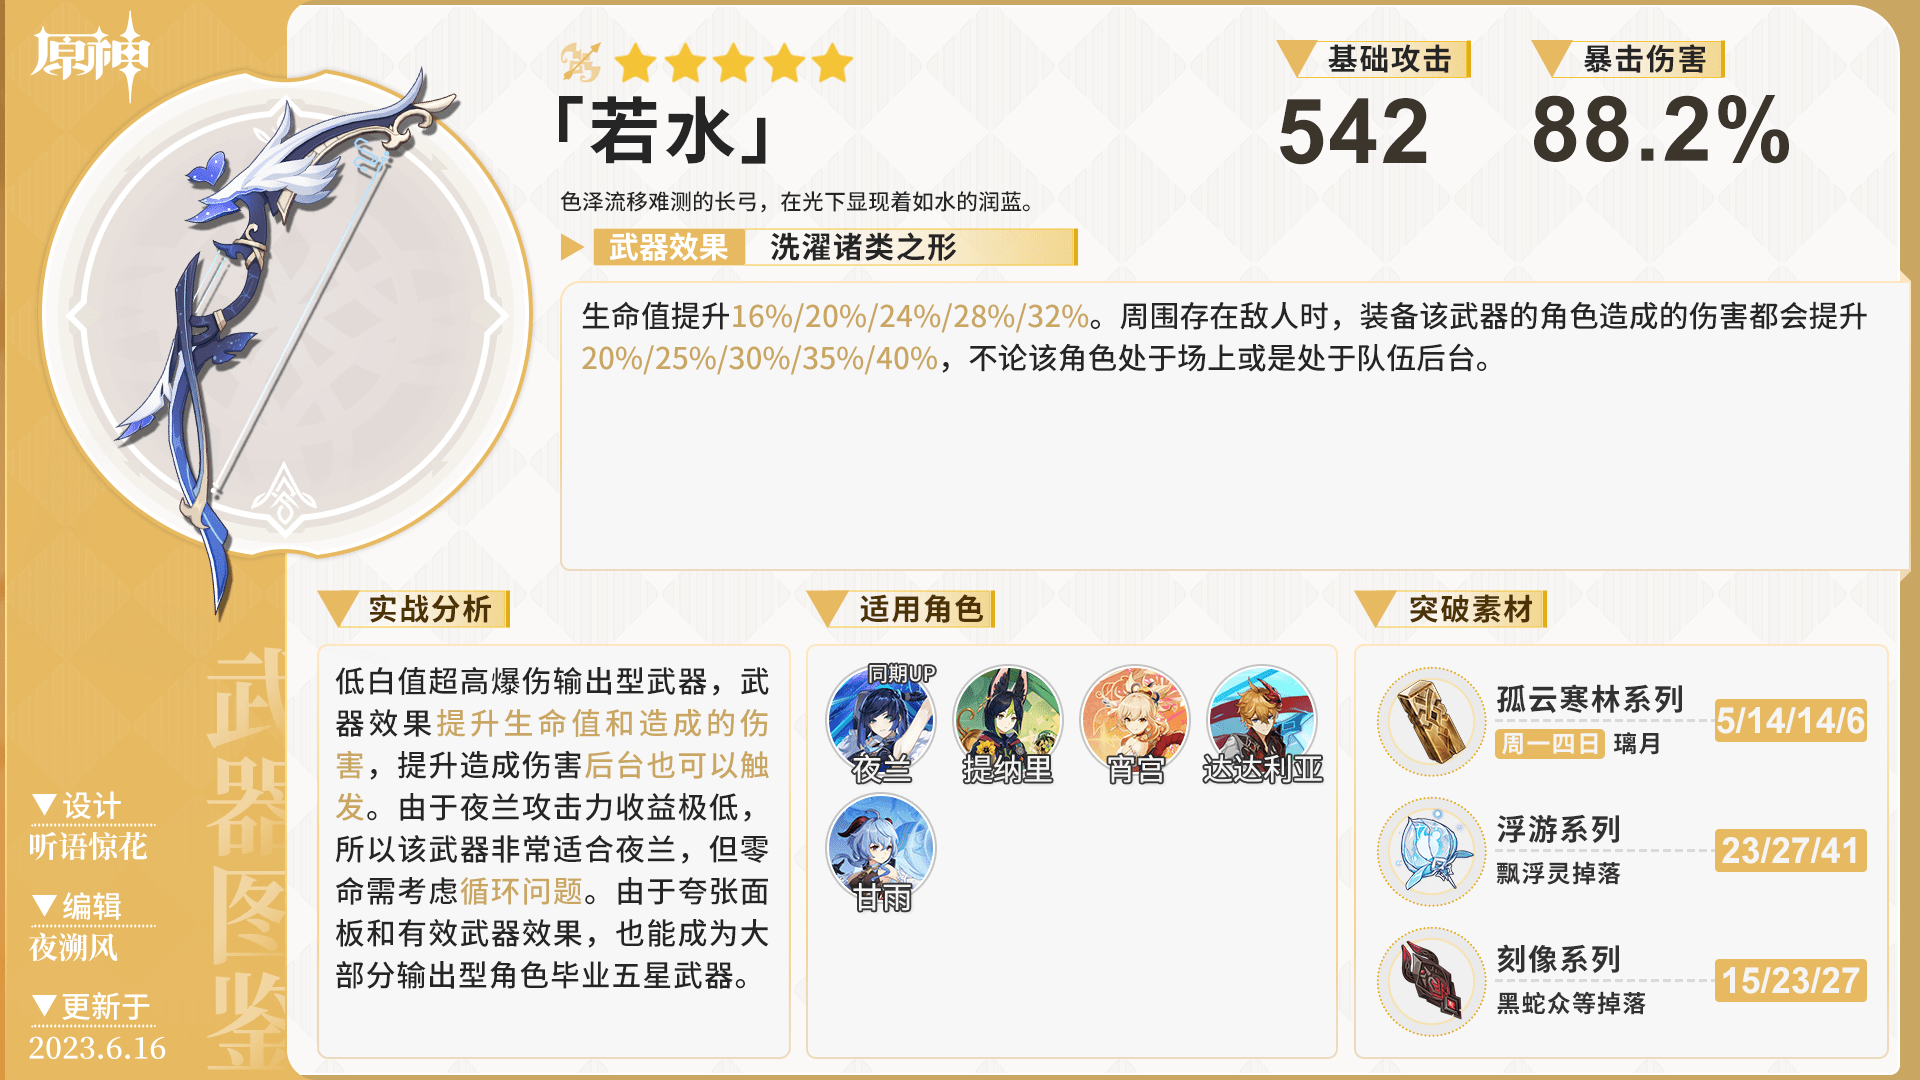 原神
「若水」
基础攻击
542
暴击伤害
88.2%
色泽流移难测的长弓，在光下显现着如水的润蓝。
武器效果 洗濯诸类之形
生命值提升16%/20%/24%/28%/32%。周围存在敌人时，装备该武器的角色造成的伤害都会提升
20%/25%/30%/35%/40%，不论该角色处于场上或是处于队伍后台。
实战分析
低白值超高爆伤输出型武器，武
器效果提升生命值和造成的伤
害，提升造成伤害后台也可以触
发。由于夜兰攻击力收益极低，
所以该武器非常适合夜兰，但零
命需考虑循环问题。由于夸张面
板和有效武器效果，也能成为大
部分输出型角色毕业五星武器。
适用角色
同期UP
夜兰
提纳里
宵宫
达达利亚
甘雨
突破素材
孤云寒林系列
周一四日 璃月
5/14/14/6
浮游系列
飘浮灵掉落
23/27/41
刻像系列
黑蛇众等掉落
15/23/27
武器图鉴
▼设计
听语惊花
▼编辑
夜溯风
▼更新于
2023.6.16